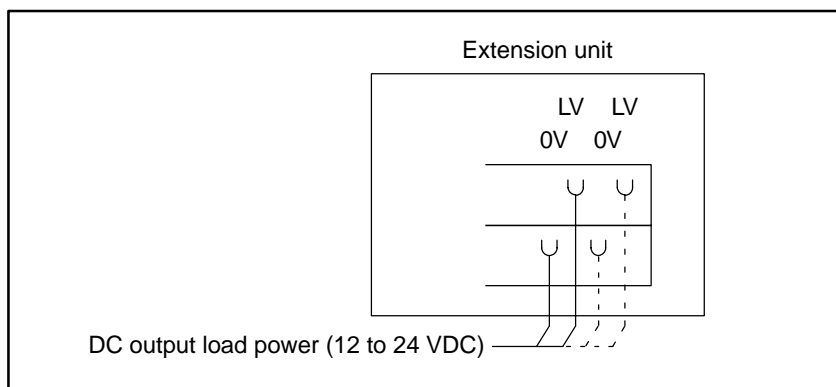 Extension unit
LV LV
0V 0V
DC output load power (12 to 24 VDC)